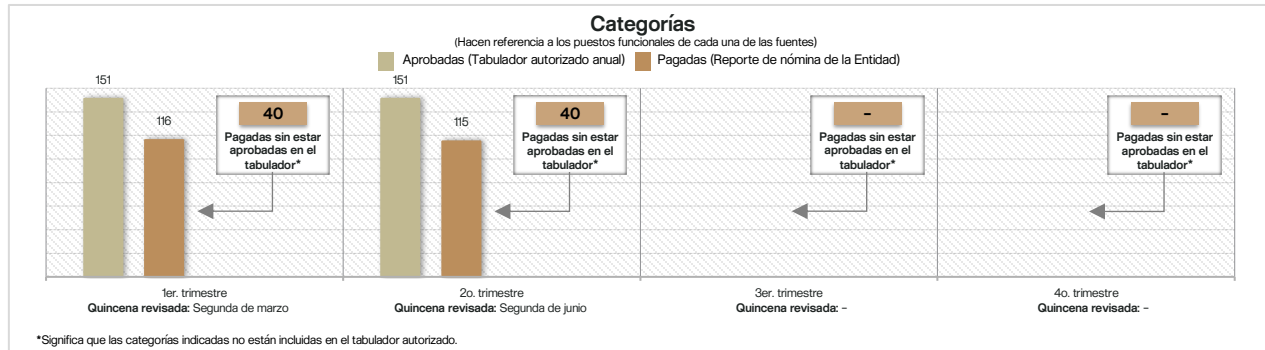 Categorías
(Hacen referencia a los puestos funcionales de cada una de las fuentes)
Aprobadas (Tabulador autorizado anual) Pagadas (Reporte de nómina de la Entidad)
151
116
40
Pagadas sin estar
aprobadas en el
tabulador*
151
115
40
Pagadas sin estar
aprobadas en el
tabulador*
–
Pagadas sin estar
aprobadas en el
tabulador*
–
Pagadas sin estar
aprobadas en el
tabulador*
1er. trimestre
Quincena revisada: Segunda de marzo
2o. trimestre
Quincena revisada: Segunda de junio
3er. trimestre
Quincena revisada: –
4o. trimestre
Quincena revisada: –
*Significa que las categorías indicadas no están incluidas en el tabulador autorizado.